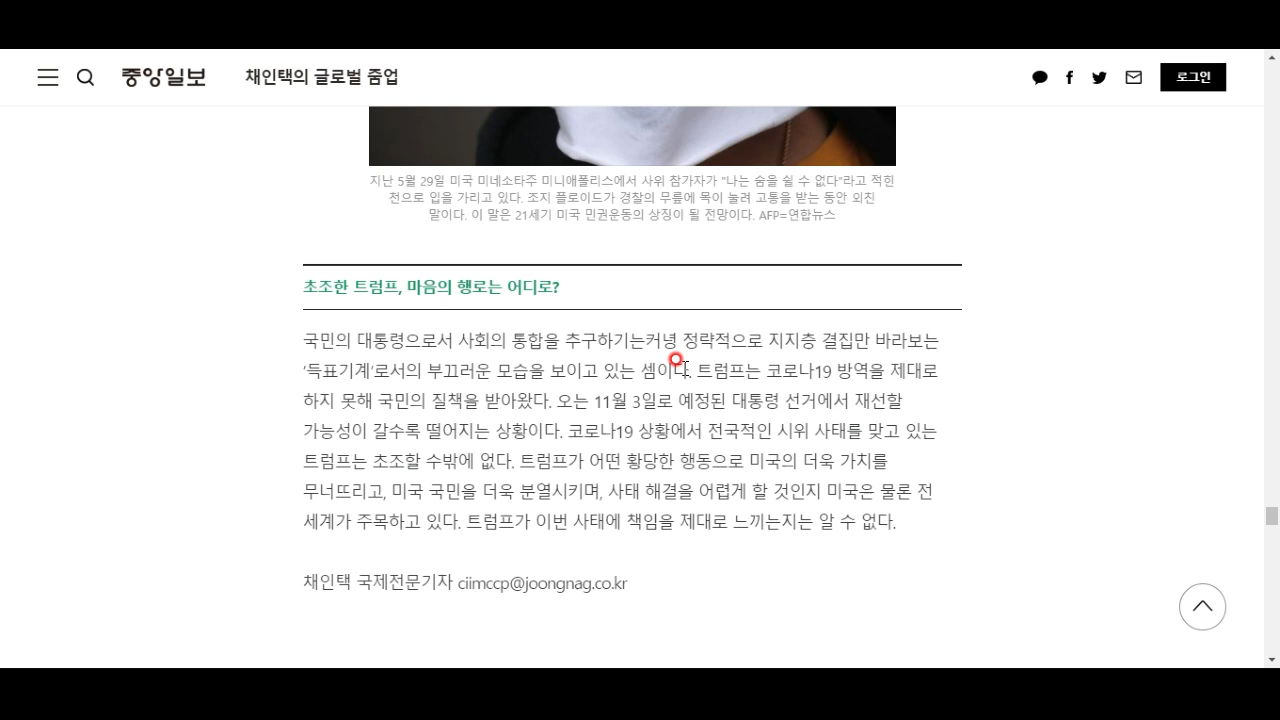 중앙일보
채인택의 글로벌 줌업
로그인
지난 5월 29일 미국 미네소타주 미니애폴리스에서 사위 참가자가 "나는 숨을 쉴 수 없다"라고 적힌
천으로 입을 가리고 있다. 조지 플로이드가 경찰의 무릎에 목이 눌려 고통을 받는 동안 외친
말이다. 이 말은 21세기 미국 민권운동의 상징이 될 전망이다. AFP=연합뉴스
초조한 트럼프, 마음의 행로는 어디로?
국민의 대통령으로서 사회의 통합을 추구하기는커녕 정략적으로 지지층 결집만 바라보는
‘득표기계’로서의 부끄러운 모습을 보이고 있는 셈이다. 트럼프는 코로나19 방역을 제대로
하지 못해 국민의 질책을 받아왔다. 오는 11월 3일로 예정된 대통령 선거에서 재선할
가능성이 갈수록 떨어지는 상황이다. 코로나19 상황에서 전국적인 시위 사태를 맞고 있는
트럼프는 초조할 수밖에 없다. 트럼프가 어떤 황당한 행동으로 미국의 더욱 가치를
무너뜨리고, 미국 국민을 더욱 분열시키며, 사태 해결을 어렵게 할 것인지 미국은 물론 전
세계가 주목하고 있다. 트럼프가 이번 사태에 책임을 제대로 느끼는지는 알 수 없다.
채인택 국제전문기자 ciimccp@joongnag.co.kr